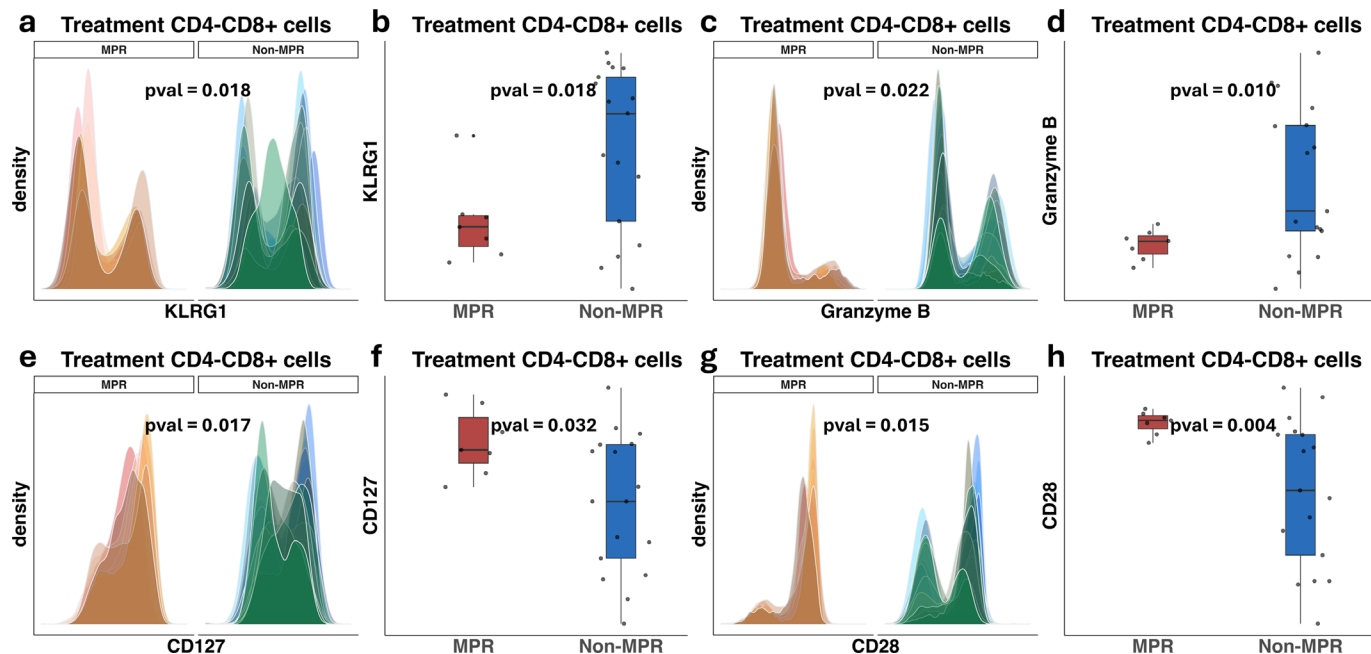 a Treatment CD4-CD8+ cells
MPR Non-MPR
pval = 0.018
density
KLRG1
b Treatment CD4-CD8+ cells
pval = 0.018
KLRG1
MPR Non-MPR
c Treatment CD4-CD8+ cells
MPR Non-MPR
pval = 0.022
density
Granzyme B
d Treatment CD4-CD8+ cells
pval = 0.010
Granzyme B
MPR Non-MPR
e Treatment CD4-CD8+ cells
MPR Non-MPR
pval = 0.017
density
CD127
f Treatment CD4-CD8+ cells
pval = 0.032
CD127
MPR Non-MPR
g Treatment CD4-CD8+ cells
MPR Non-MPR
pval = 0.015
density
CD28
h Treatment CD4-CD8+ cells
pval = 0.004
CD28
MPR Non-MPR